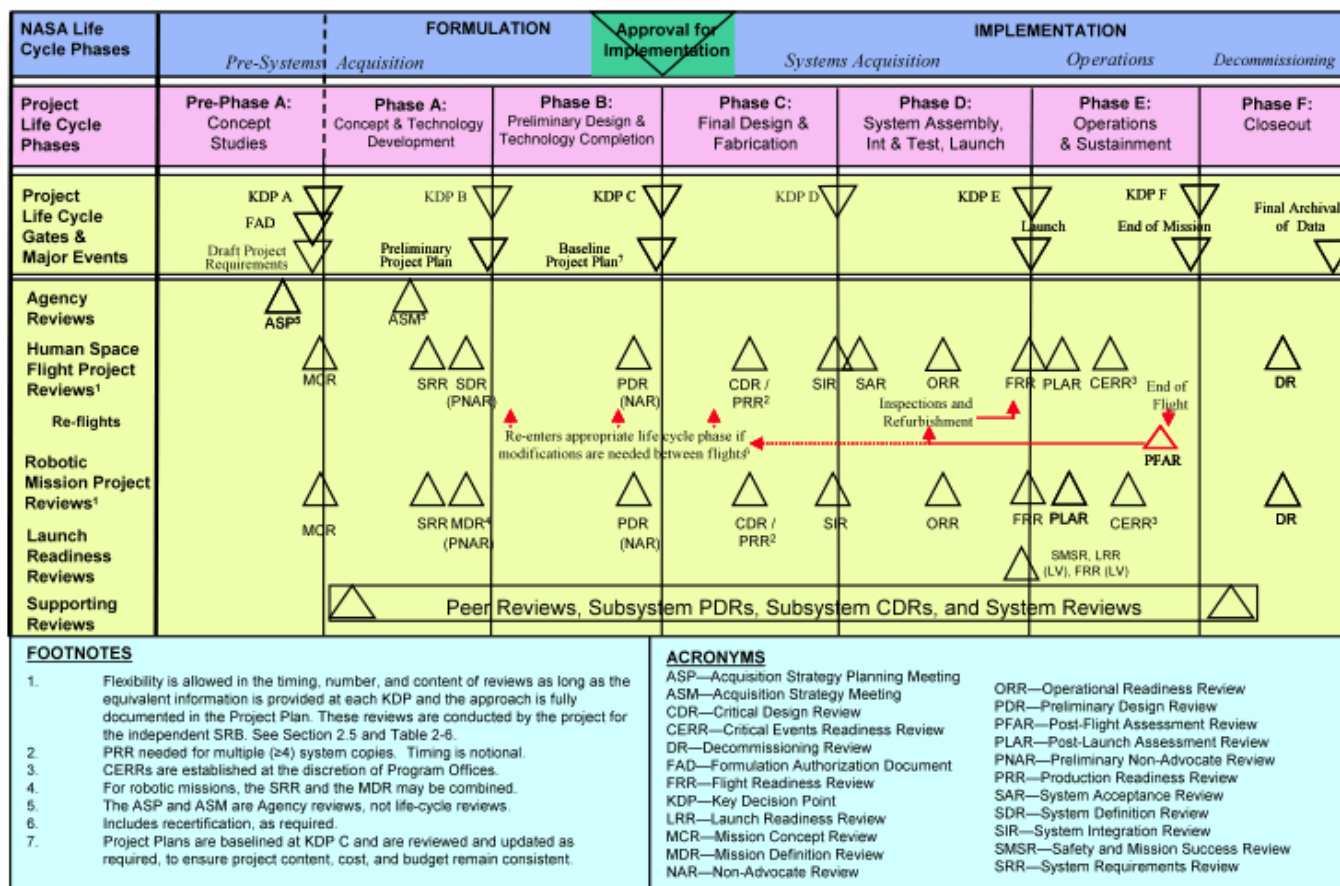 NASA Life
Cycle Phases
FORMULATION
Approval for
Implementation
IMPLEMENTATION
Pre-Systems Acquisition
Systems Acquisition
Operations
Decommissioning
Project
Life Cycle
Phases
Pre-Phase A:
Concept
Studies
Phase A:
Concept & Technology
Development
Phase B:
Preliminary Design &
Technology Completion
Phase C:
Final Design &
Fabrication
Phase D:
System Assembly,
Int & Test, Launch
Phase E:
Operations
& Sustainment
Phase F:
Closeout
Project
Life Cycle
Gates &
Major Events
KDP A
FAD
Draft Project
Requirements
KDP B
Preliminary
Project Plan
KDP C
Baseline
Project Plan⁷
KDP D
KDP E
Launch
KDP F
End of Mission
Final Archival
of Data
Agency
Reviews
ASP⁵
ASM⁵
Human Space
Flight Project
Reviews¹
MCR
SRR
SDR
(PNAR)
PDR
(NAR)
CDR /
PRR²
SIR
SAR
ORR
FRR
PLAR
CERR³
DR
Re-flights
Re-enters appropriate life cycle phase if
modifications are needed between flights⁶
Inspections and
Refurbishment
End of
Flight
PFAR
Robotic
Mission Project
Reviews¹
MCR
SRR
MDR⁴
(PNAR)
PDR
(NAR)
CDR /
PRR²
SIR
ORR
FRR
PLAR
CERR³
DR
Launch
Readiness
Reviews
SMSR, LRR
(LV), FRR (LV)
Supporting
Reviews
Peer Reviews, Subsystem PDRs, Subsystem CDRs, and System Reviews
FOOTNOTES
1. Flexibility is allowed in the timing, number, and content of reviews as long as the
equivalent information is provided at each KDP and the approach is fully
documented in the Project Plan. These reviews are conducted by the project for
the independent SRB. See Section 2.5 and Table 2-6.
2. PRR needed for multiple (≥4) system copies. Timing is notional.
3. CERRs are established at the discretion of Program Offices.
4. For robotic missions, the SRR and the MDR may be combined.
5. The ASP and ASM are Agency reviews, not life-cycle reviews.
6. Includes recertification, as required.
7. Project Plans are baselined at KDP C and are reviewed and updated as
required, to ensure project content, cost, and budget remain consistent.
ACRONYMS
ASP—Acquisition Strategy Planning Meeting
ASM—Acquisition Strategy Meeting
CDR—Critical Design Review
CERR—Critical Events Readiness Review
DR—Decommissioning Review
FAD—Formulation Authorization Document
FRR—Flight Readiness Review
KDP—Key Decision Point
LRR—Launch Readiness Review
MCR—Mission Concept Review
MDR—Mission Definition Review
NAR—Non-Advocate Review
ORR—Operational Readiness Review
PDR—Preliminary Design Review
PFAR—Post-Flight Assessment Review
PLAR—Post-Launch Assessment Review
PNAR—Preliminary Non-Advocate Review
PRR—Production Readiness Review
SAR—System Acceptance Review
SDR—System Definition Review
SIR—System Integration Review
SMSR—Safety and Mission Success Review
SRR—System Requirements Review